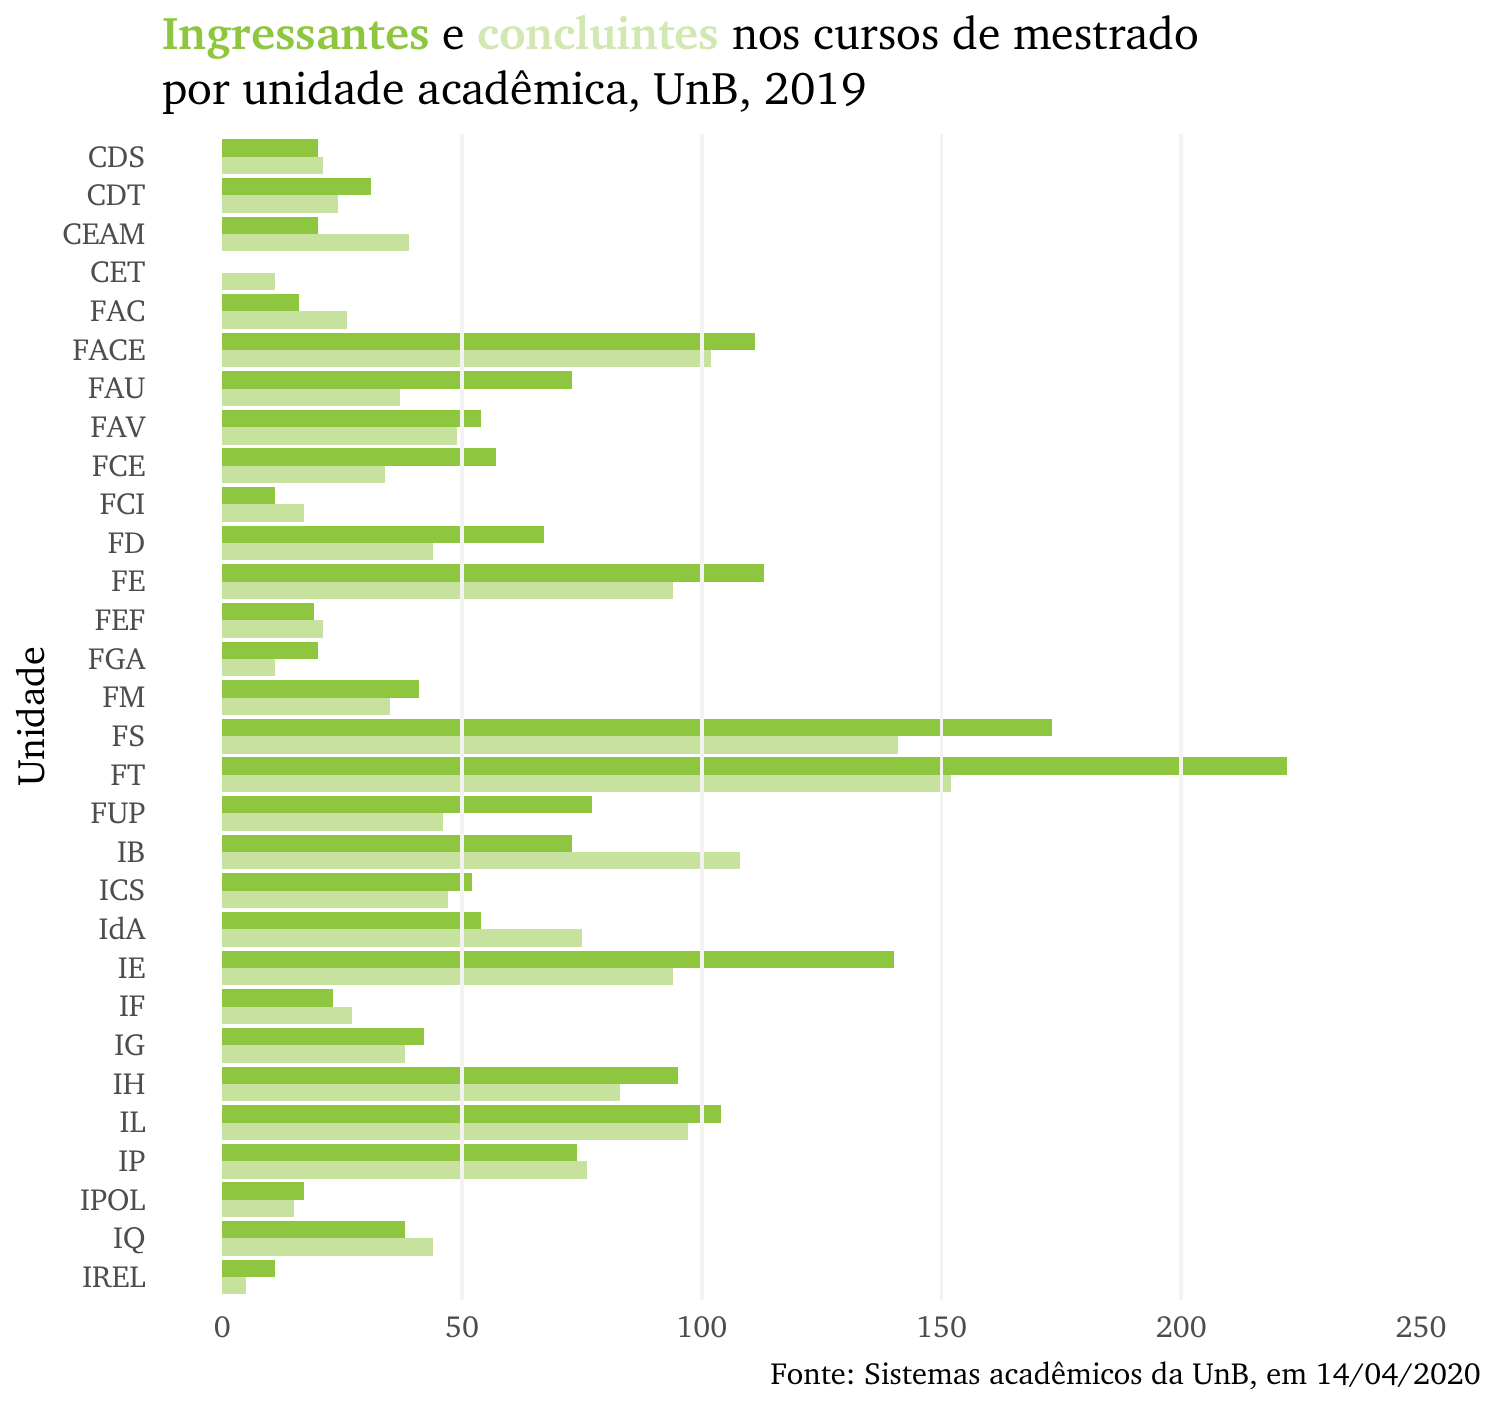 Ingressantes e concluintes nos cursos de mestrado
por unidade acadêmica, UnB, 2019
CDS
CDT
CEAM
CET
FAC
FACE
FAU
FAV
FCE
FCI
FD
FE
FEF
FGA
FM
FS
FT
FUP
IB
ICS
IdA
IE
IF
IG
IH
IL
IP
IPOL
IQ
IREL
Unidade
0 50 100 150 200 250
Fonte: Sistemas acadêmicos da UnB, em 14/04/2020